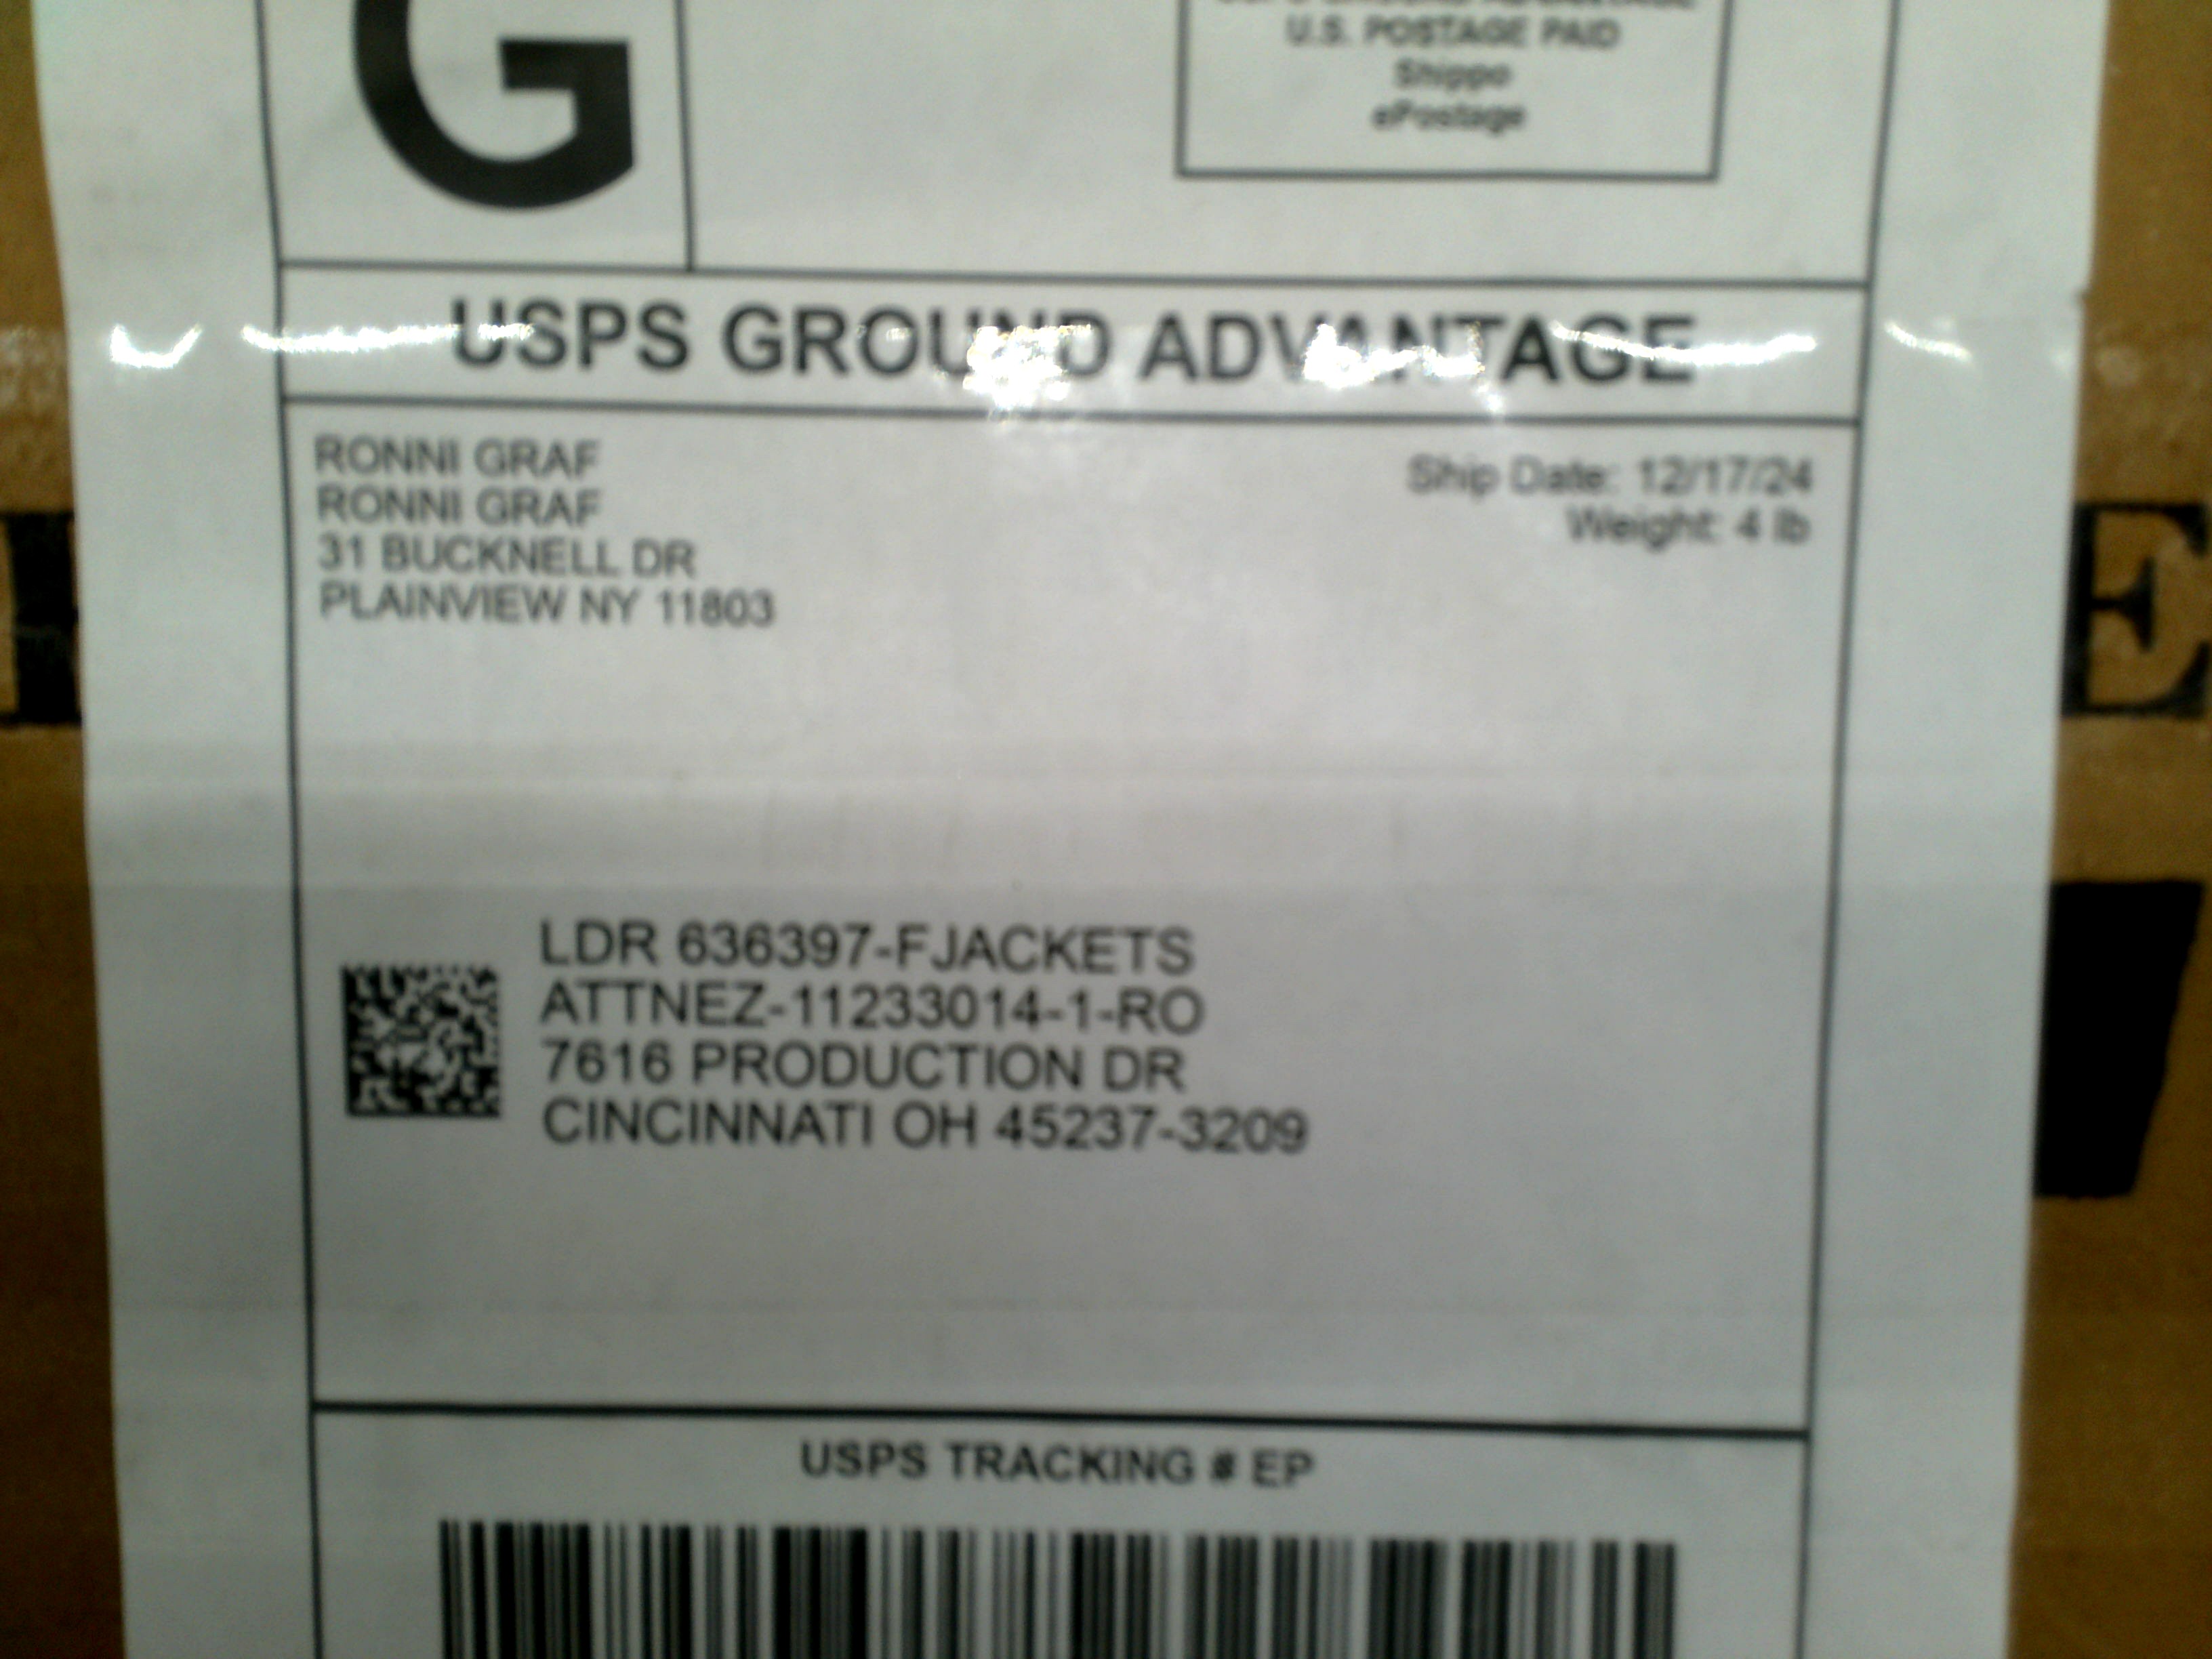 G
U.S. POSTAGE PAID
Shippo
ePostage
USPS GROUND ADVANTAGE
RONNI GRAF
RONNI GRAF
31 BUCKNELL DR
PLAINVIEW NY 11803
Ship Date: 12/17/24
Weight: 4 lb
E
LDR 636397-FJACKETS
ATTNEZ-11233014-1-RO
7616 PRODUCTION DR
CINCINNATI OH 45237-3209
USPS TRACKING # EP